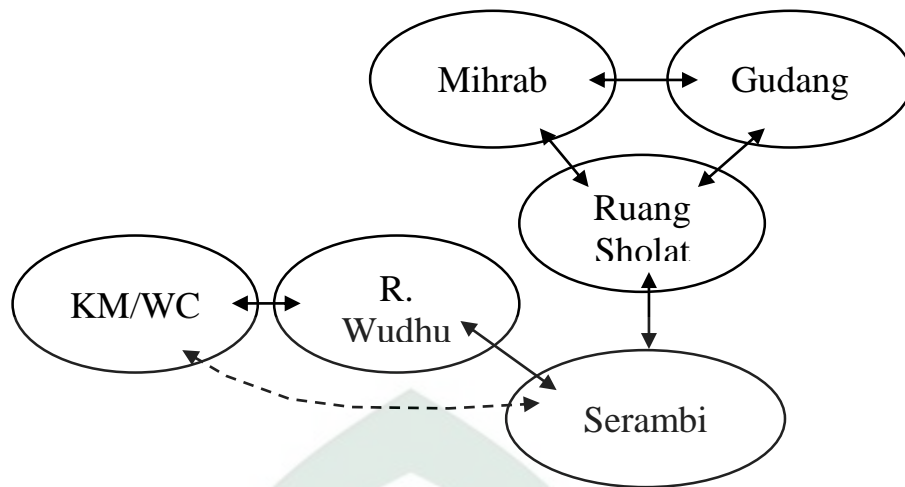 Mihrab
Gudang
Ruang
Sholat
KM/WC
R.
Wudhu
Serambi